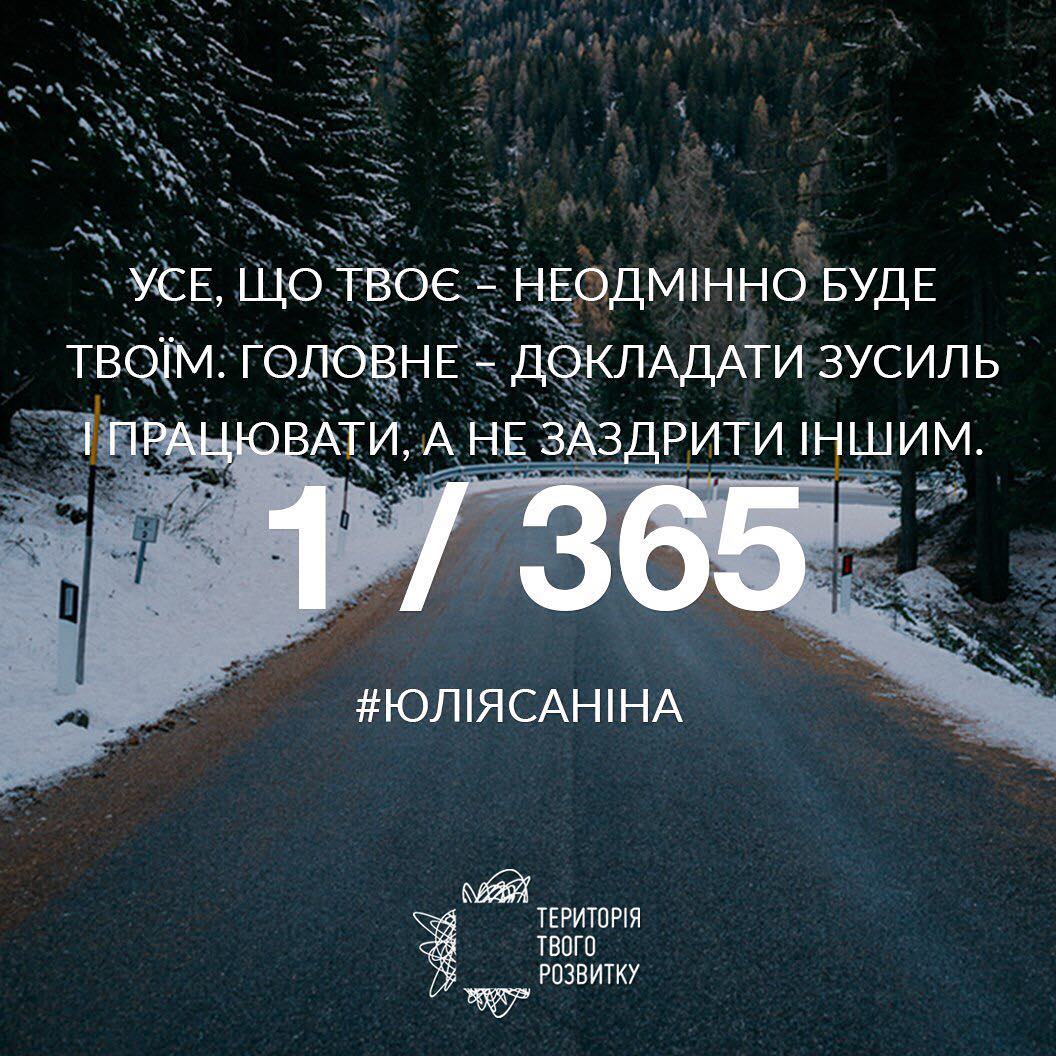 УСЕ, ЩО ТВОЄ – НЕОДМІННО БУДЕ
ТВОЇМ. ГОЛОВНЕ – ДОКЛАДАТИ ЗУСИЛЬ
І ПРАЦЮВАТИ, А НЕ ЗАЗДРИТИ ІНШИМ.
1 / 365
#ЮЛІЯСАНІНА
ТЕРИТОРІЯ
ТВОГО
РОЗВИТКУ